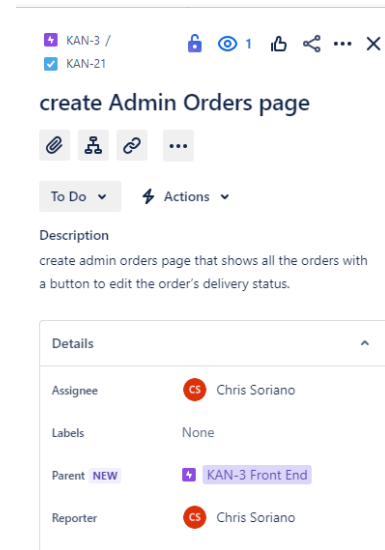 KAN-3 /
1
KAN-21
create Admin Orders page
To Do
Actions
Description
create admin orders page that shows all the orders with
a button to edit the order's delivery status.
Details
Assignee
CS Chris Soriano
Labels
None
Parent NEW
KAN-3 Front End
Reporter
CS Chris Soriano